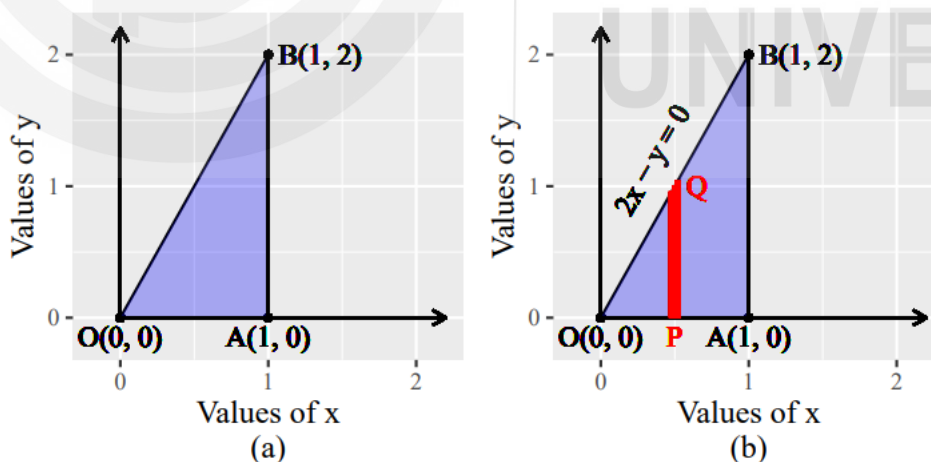 UNIVE
2
B(1, 2)
Values of y
1
0
O(0, 0)
A(1, 0)
0
1
2
Values of x
(a)
2
B(1, 2)
2x − y = 0
Values of y
1
Q
0
O(0, 0)
P
A(1, 0)
0
1
2
Values of x
(b)